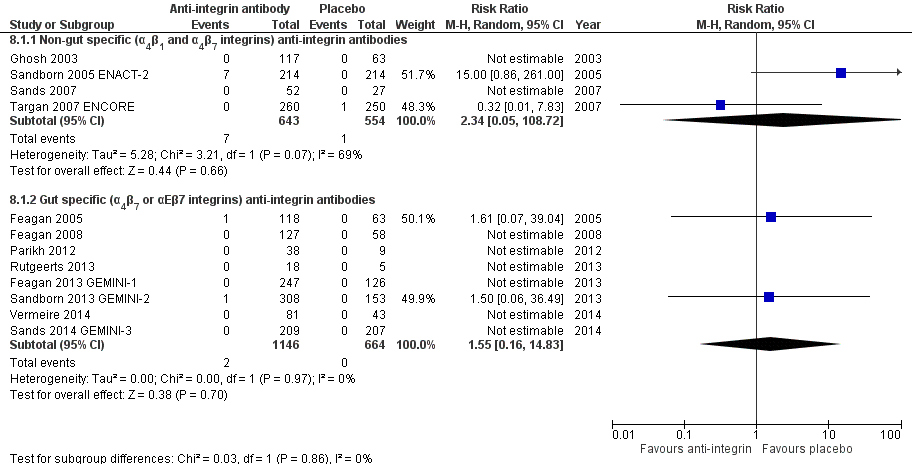 Anti-integrin antibody Placebo Risk Ratio Risk Ratio
Study or Subgroup Events Total Events Total Weight M-H, Random, 95% CI Year M-H, Random, 95% CI
8.1.1 Non-gut specific (α4β1 and α4β7 integrins) anti-integrin antibodies
Ghosh 2003 0 117 0 63 Not estimable 2003
Sandborn 2005 ENACT-2 7 214 0 214 51.7% 15.00 [0.86, 261.00] 2005
Sands 2007 0 52 0 27 Not estimable 2007
Targan 2007 ENCORE 0 260 1 250 48.3% 0.32 [0.01, 7.83] 2007
Subtotal (95% CI) 643 554 100.0% 2.34 [0.05, 108.72]
Total events 7 1
Heterogeneity: Tau² = 5.28; Chi² = 3.21, df = 1 (P = 0.07); I² = 69%
Test for overall effect: Z = 0.44 (P = 0.66)
8.1.2 Gut specific (α4β7 or αEβ7 integrins) anti-integrin antibodies
Feagan 2005 1 118 0 63 50.1% 1.61 [0.07, 39.04] 2005
Feagan 2008 0 127 0 58 Not estimable 2008
Parikh 2012 0 38 0 9 Not estimable 2012
Rutgeerts 2013 0 18 0 5 Not estimable 2013
Feagan 2013 GEMINI-1 0 247 0 126 Not estimable 2013
Sandborn 2013 GEMINI-2 1 308 0 153 49.9% 1.50 [0.06, 36.49] 2013
Vermeire 2014 0 81 0 43 Not estimable 2014
Sands 2014 GEMINI-3 0 209 0 207 Not estimable 2014
Subtotal (95% CI) 1146 664 100.0% 1.55 [0.16, 14.83]
Total events 2 0
Heterogeneity: Tau² = 0.00; Chi² = 0.00, df = 1 (P = 0.97); I² = 0%
Test for overall effect: Z = 0.38 (P = 0.70)
0.01 0.1 1 10 100
Favours anti-integrin Favours placebo
Test for subgroup differences: Chi² = 0.03, df = 1 (P = 0.86), I² = 0%